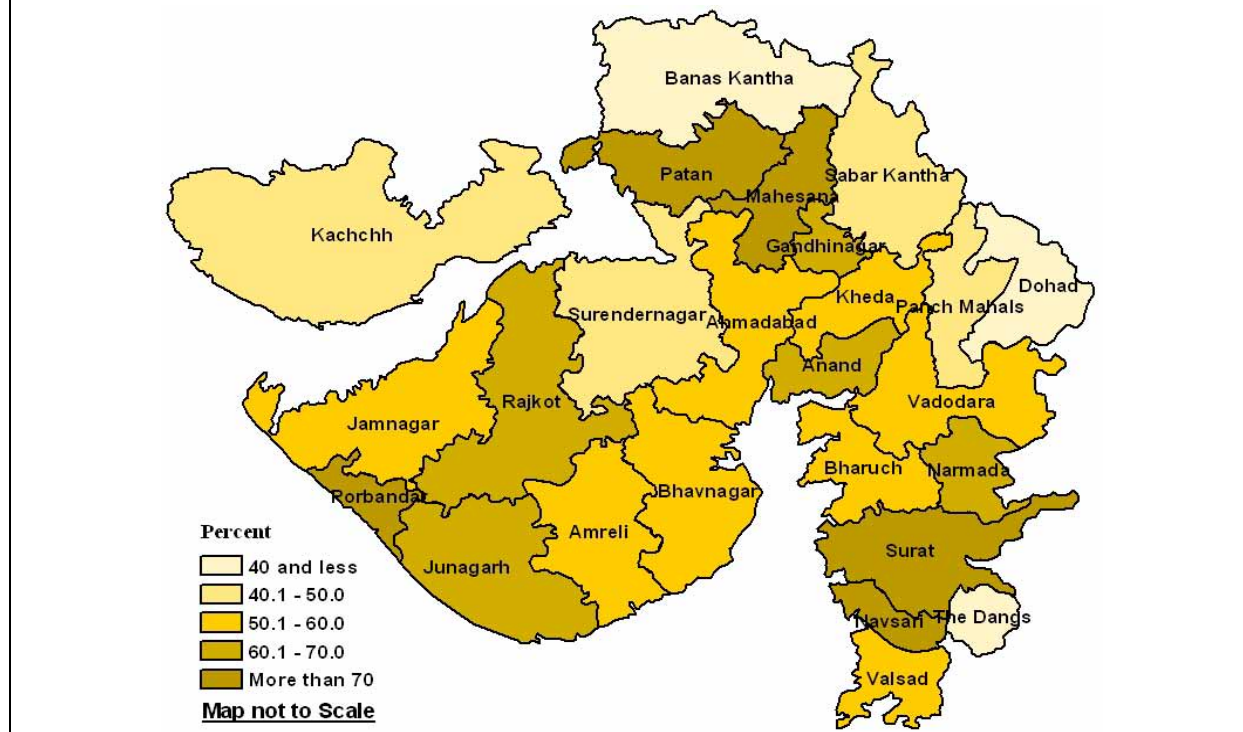 Banas Kantha
Patan
Sabar Kantha
Mahesana
Kachchh
Gandhinagar
Dohad
Kheda
Panch Mahals
Surendernagar
Ahmadabad
Anand
Rajkot
Vadodara
Jamnagar
Bharuch
Narmada
Porbandar
Bhavnagar
Amreli
Surat
Junagarh
Navsari
The Dangs
Valsad
Percent
40 and less
40.1 - 50.0
50.1 - 60.0
60.1 - 70.0
More than 70
Map not to Scale